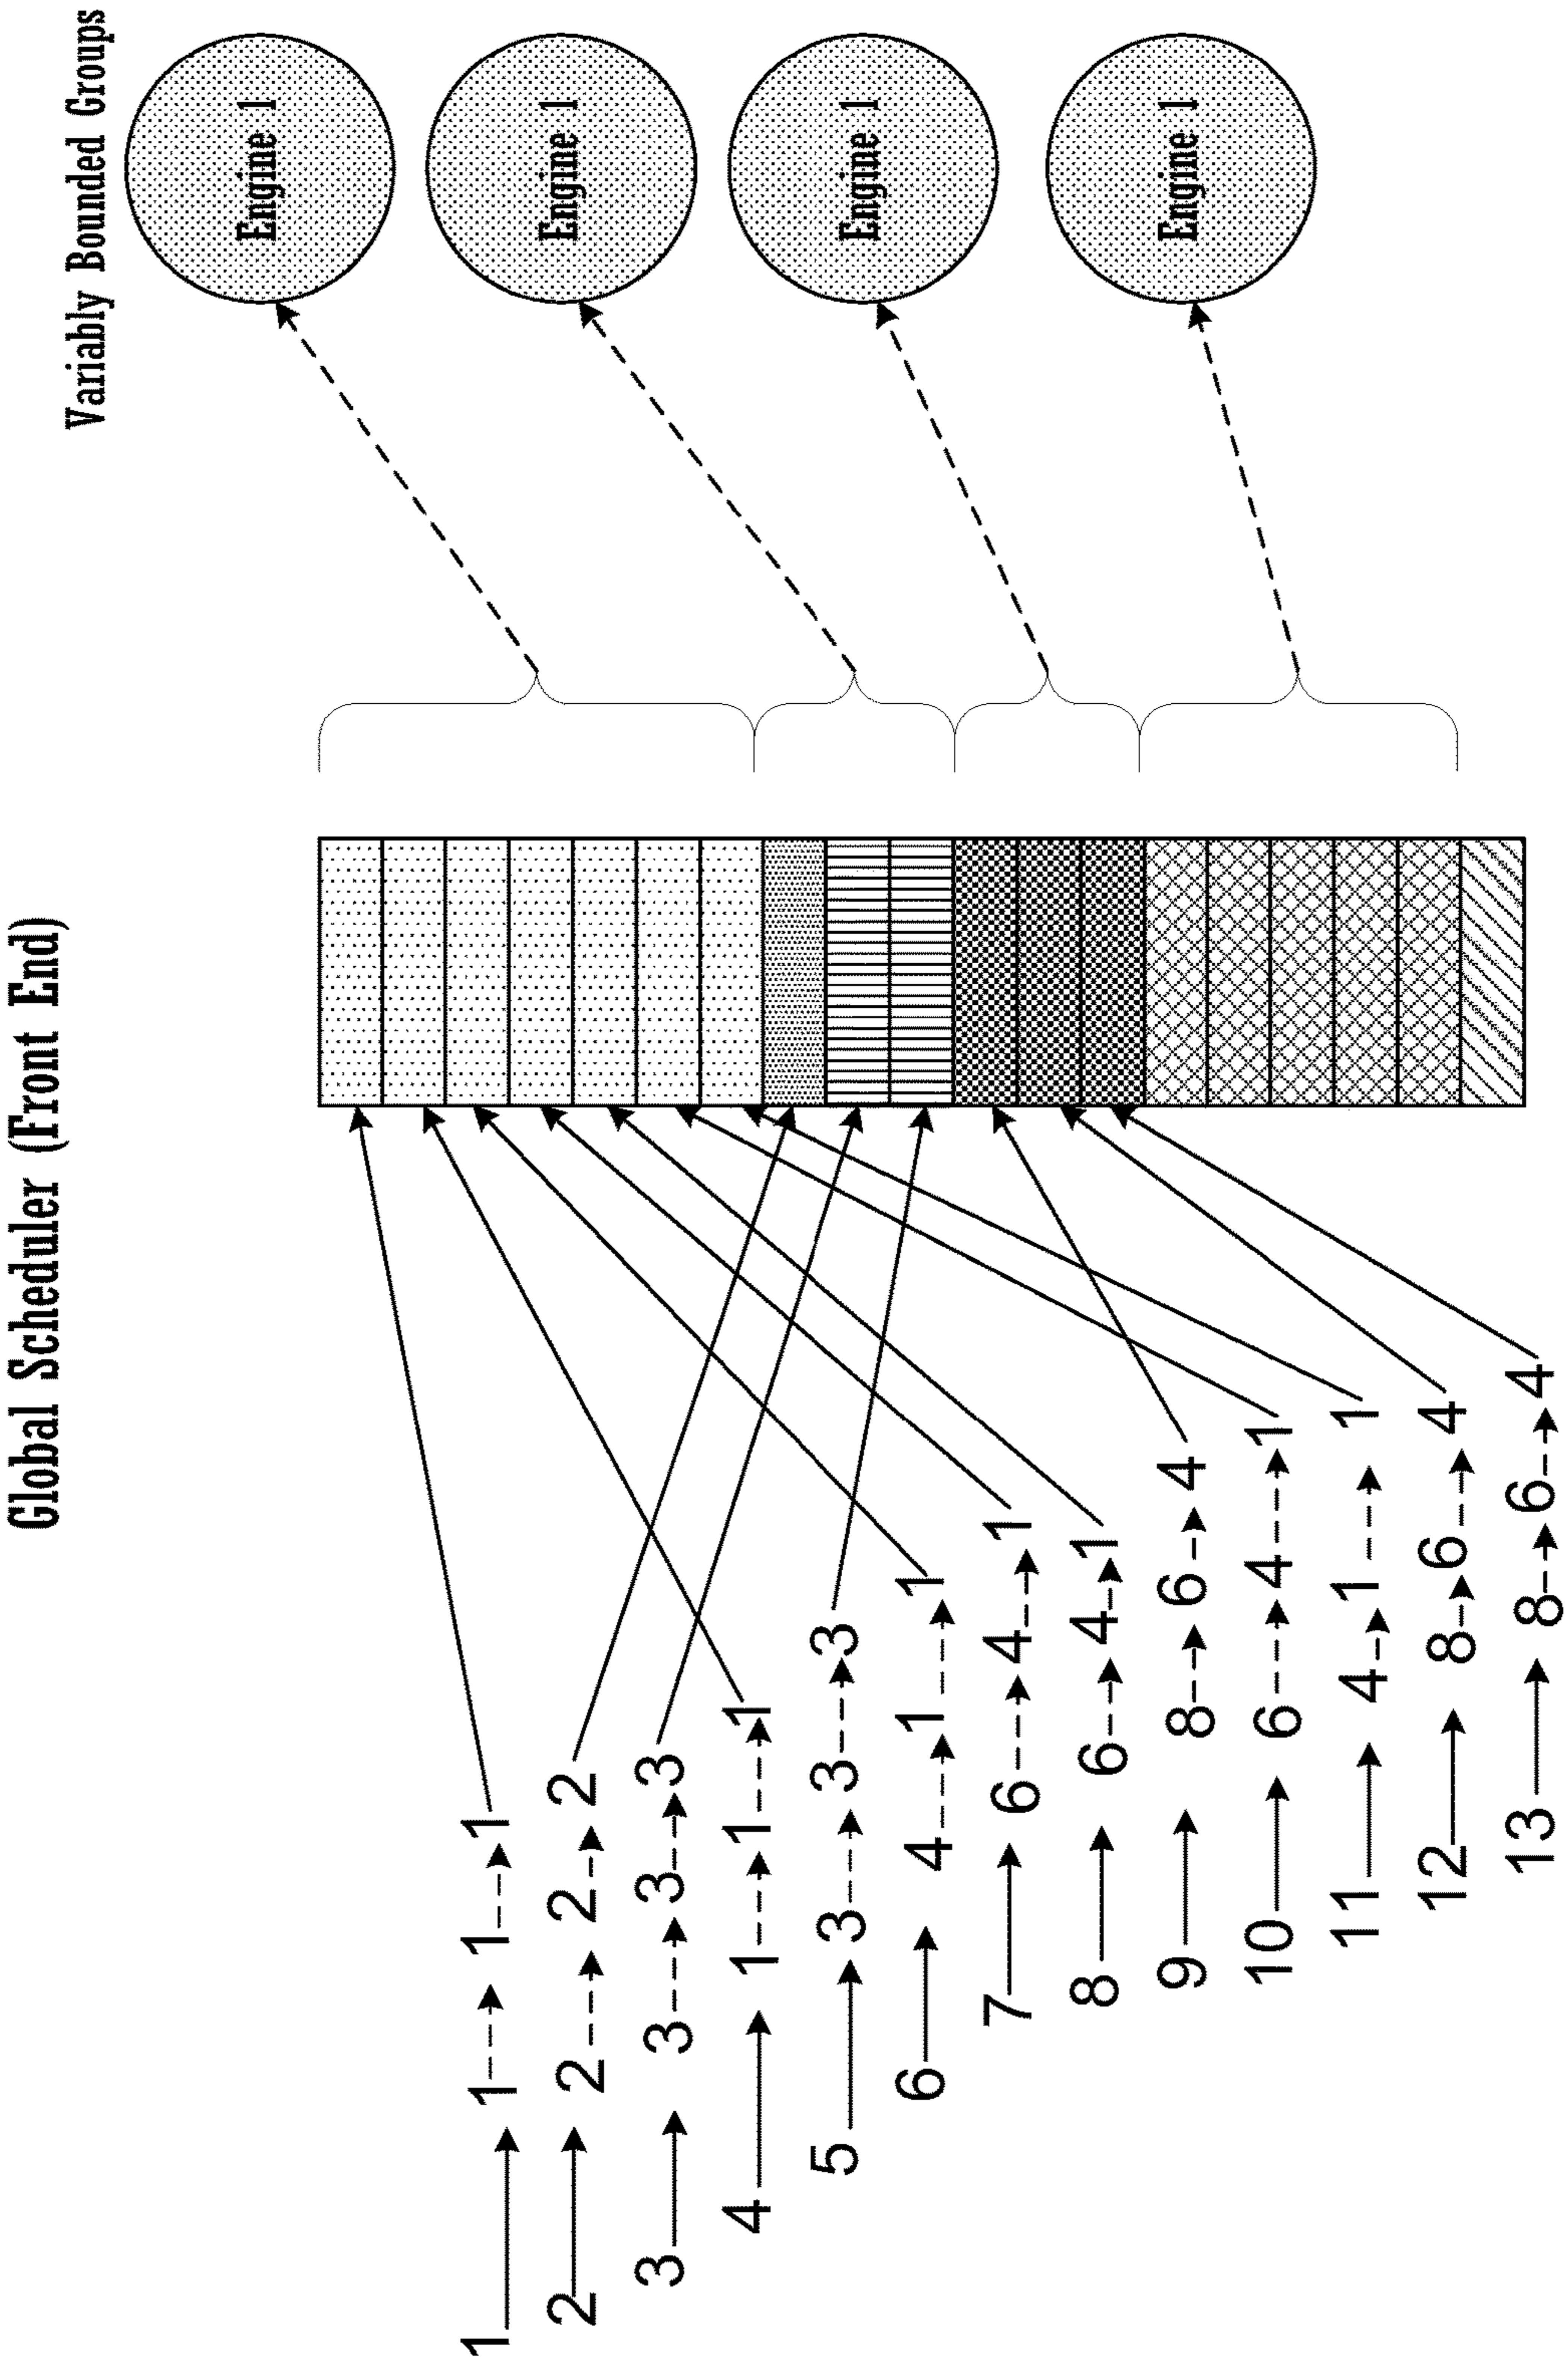 Global Scheduler (Front End)
Variably Bounded Groups
Engine 1
Engine 1
Engine 1
Engine 1
1 1 1 1
2 2 2 2
3 3 3 3
4 1 1 1
5 3 3 3
6 4 1 1
7 6 4 1
8 6 4 1
9 8 6 4
10 6 4 1
11 4 1 1
12 8 6 4
13 8 6 4